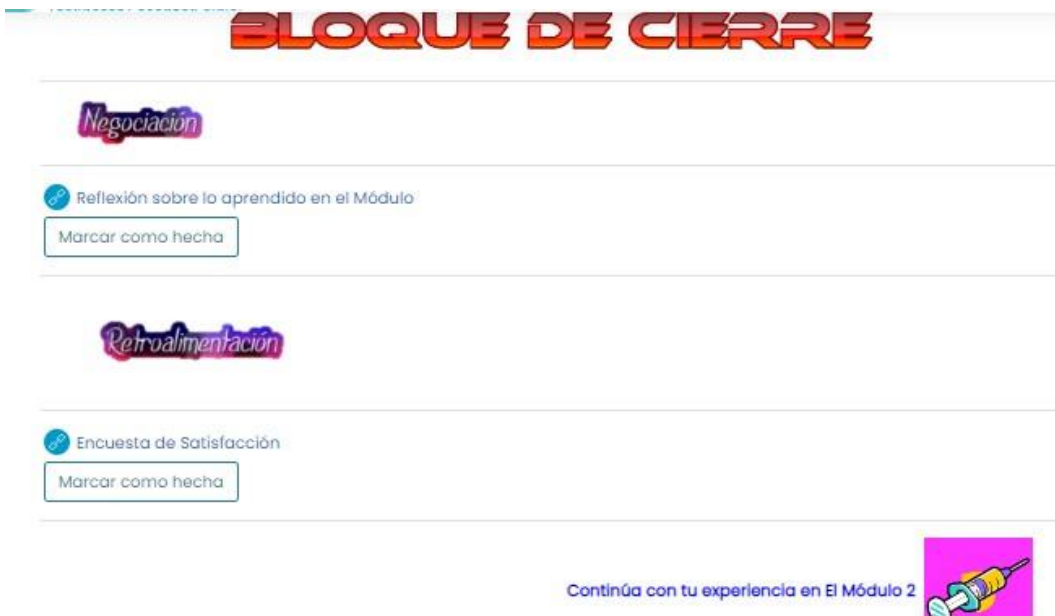 BLOQUE DE CIERRE
Negociación
Reflexión sobre lo aprendido en el Módulo
Marcar como hecha
Retroalimentación
Encuesta de Satisfacción
Marcar como hecha
Continúa con tu experiencia en El Módulo 2